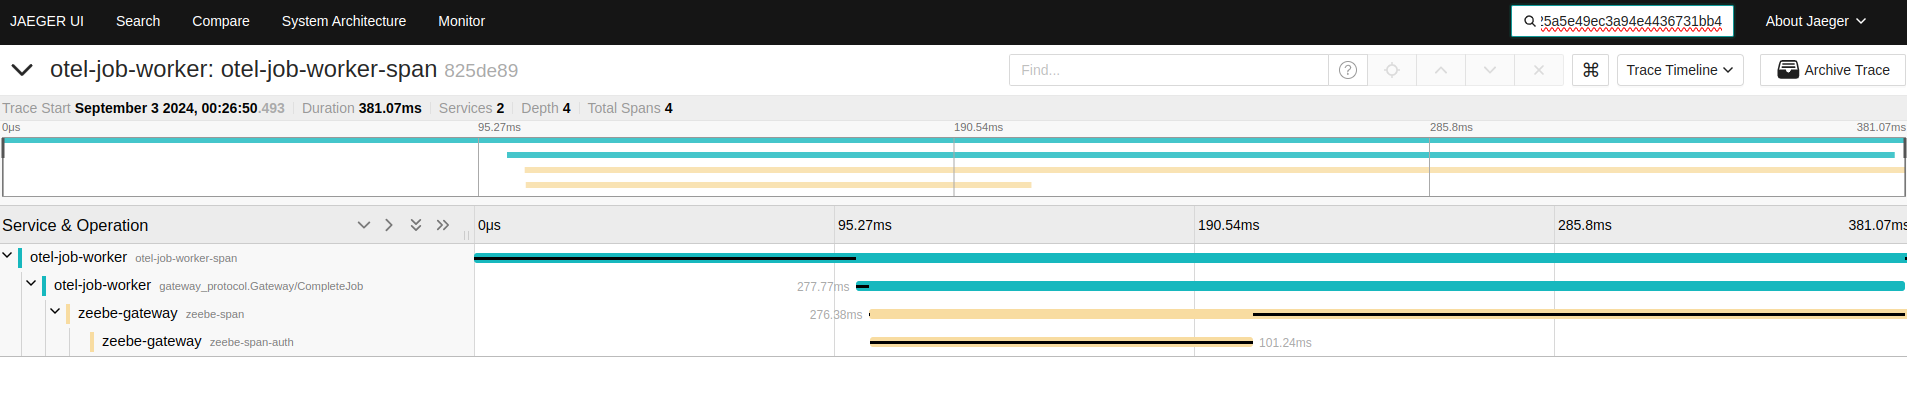 JAEGER UI Search Compare System Architecture Monitor 25a5e49ec3a94e4436731bb4 About Jaeger
otel-job-worker: otel-job-worker-span 825de89 Find... ? ⌘ Trace Timeline Archive Trace
Trace Start September 3 2024, 00:26:50.493 Duration 381.07ms Services 2 Depth 4 Total Spans 4
0μs 95.27ms 190.54ms 285.8ms 381.07ms
Service & Operation 0μs 95.27ms 190.54ms 285.8ms 381.07ms
otel-job-worker otel-job-worker-span
otel-job-worker gateway_protocol.Gateway/CompleteJob 277.77ms
zeebe-gateway zeebe-span 276.38ms
zeebe-gateway zeebe-span-auth 101.24ms